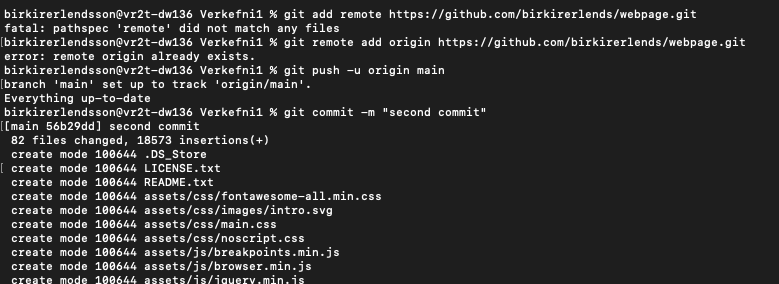 birkirerlendsson@vr2t-dw136 Verkefni1 % git add remote https://github.com/birkirerlends/webpage.git
fatal: pathspec 'remote' did not match any files
[birkirerlendsson@vr2t-dw136 Verkefni1 % git remote add origin https://github.com/birkirerlends/webpage.git
error: remote origin already exists.
birkirerlendsson@vr2t-dw136 Verkefni1 % git push -u origin main
[branch 'main' set up to track 'origin/main'.
Everything up-to-date
birkirerlendsson@vr2t-dw136 Verkefni1 % git commit -m "second commit"
[[main 56b29dd] second commit
 82 files changed, 18573 insertions(+)
 create mode 100644 .DS_Store
[ create mode 100644 LICENSE.txt
 create mode 100644 README.txt
 create mode 100644 assets/css/fontawesome-all.min.css
 create mode 100644 assets/css/images/intro.svg
 create mode 100644 assets/css/main.css
 create mode 100644 assets/css/noscript.css
 create mode 100644 assets/js/breakpoints.min.js
 create mode 100644 assets/js/browser.min.js
 create mode 100644 assets/js/jquery.min.js